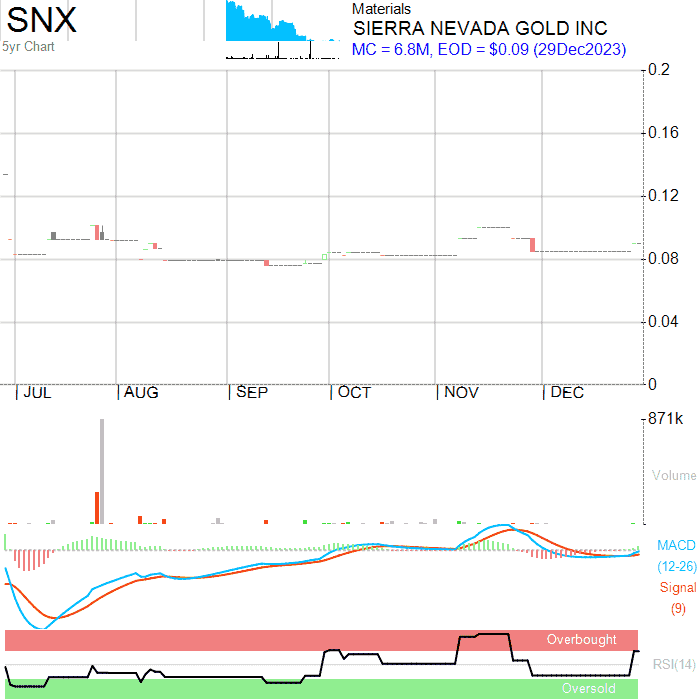 SNX
5yr Chart
Materials
SIERRA NEVADA GOLD INC
MC = 6.8M, EOD = $0.09 (29Dec2023)
0.2
0.16
0.12
0.08
0.04
0
JUL AUG SEP OCT NOV DEC
871k
Volume
MACD
(12-26)
Signal
(9)
Overbought
RSI(14)
Oversold